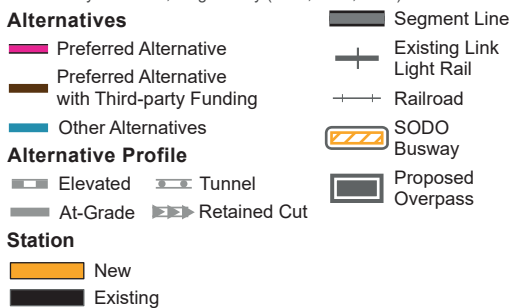 Alternatives
Preferred Alternative
Preferred Alternative
with Third-party Funding
Other Alternatives
Alternative Profile
Elevated
Tunnel
At-Grade
Retained Cut
Station
New
Existing
Segment Line
Existing Link
Light Rail
Railroad
SODO
Busway
Proposed
Overpass